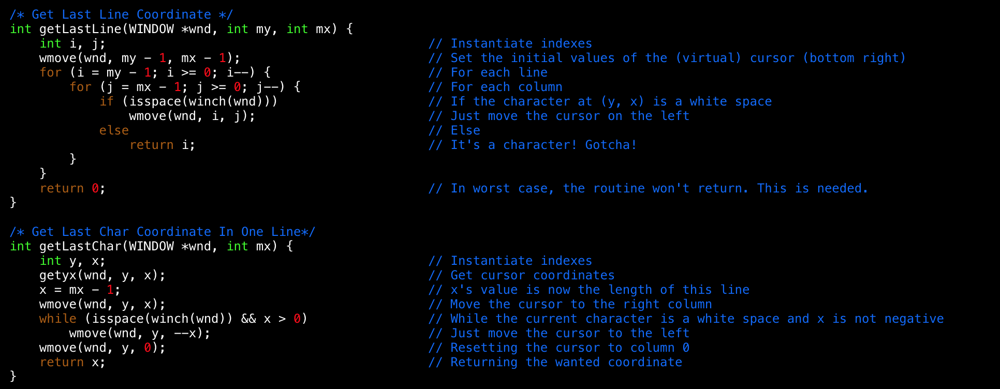 /* Get Last Line Coordinate */
int getLastLine(WINDOW *wnd, int my, int mx) {
    int i, j;                                           // Instantiate indexes
    wmove(wnd, my - 1, mx - 1);                         // Set the initial values of the (virtual) cursor (bottom right)
    for (i = my - 1; i >= 0; i--) {                     // For each line
        for (j = mx - 1; j >= 0; j--) {                 // For each column
            if (isspace(winch(wnd)))                    // If the character at (y, x) is a white space
                wmove(wnd, i, j);                       // Just move the cursor on the left
            else                                        // Else
                return i;                               // It's a character! Gotcha!
        }
    }
    return 0;                                           // In worst case, the routine won't return. This is needed.
}

/* Get Last Char Coordinate In One Line*/
int getLastChar(WINDOW *wnd, int mx) {
    int y, x;                                           // Instantiate indexes
    getyx(wnd, y, x);                                   // Get cursor coordinates
    x = mx - 1;                                         // x's value is now the length of this line
    wmove(wnd, y, x);                                   // Move the cursor to the right column
    while (isspace(winch(wnd)) && x > 0)                // While the current character is a white space and x is not negative
        wmove(wnd, y, --x);                             // Just move the cursor to the left
    wmove(wnd, y, 0);                                   // Resetting the cursor to column 0
    return x;                                           // Returning the wanted coordinate
}